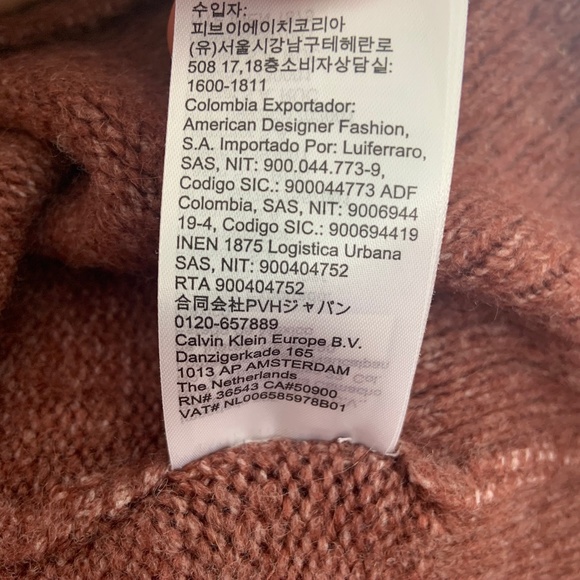 수입자:
피브이에이치코리아
(유)서울시강남구테헤란로
508 17,18층소비자상담실:
1600-1811
Colombia Exportador:
American Designer Fashion,
S.A. Importado Por: Luiferraro,
SAS, NIT: 900.044.773-9,
Codigo SIC.: 900044773 ADF
Colombia, SAS, NIT: 9006944
19-4, Codigo SIC.: 900694419
INEN 1875 Logistica Urbana
SAS, NIT: 900404752
RTA 900404752
合同会社PVHジャパン
0120-657889
Calvin Klein Europe B.V.
Danzigerkade 165
1013 AP AMSTERDAM
The Netherlands
RN# 36543 CA#50900
VAT# NL006585978B01